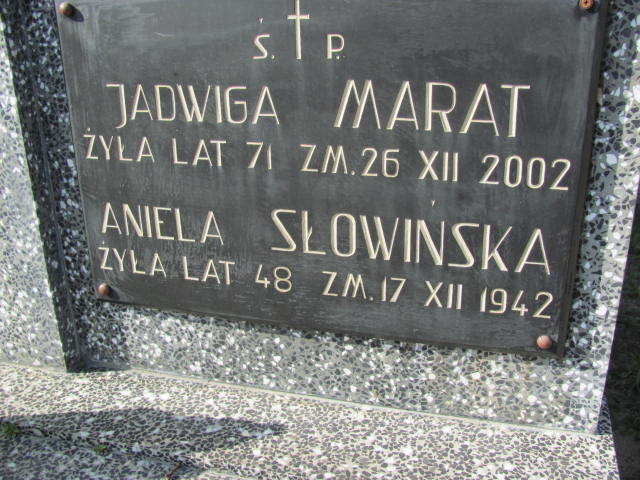 Ś. P.
JADWIGA MARAT
ŻYŁA LAT 71 ZM. 26 XII 2002
ANIELA SŁOWIŃSKA
ŻYŁA LAT 48 ZM. 17 XII 1942